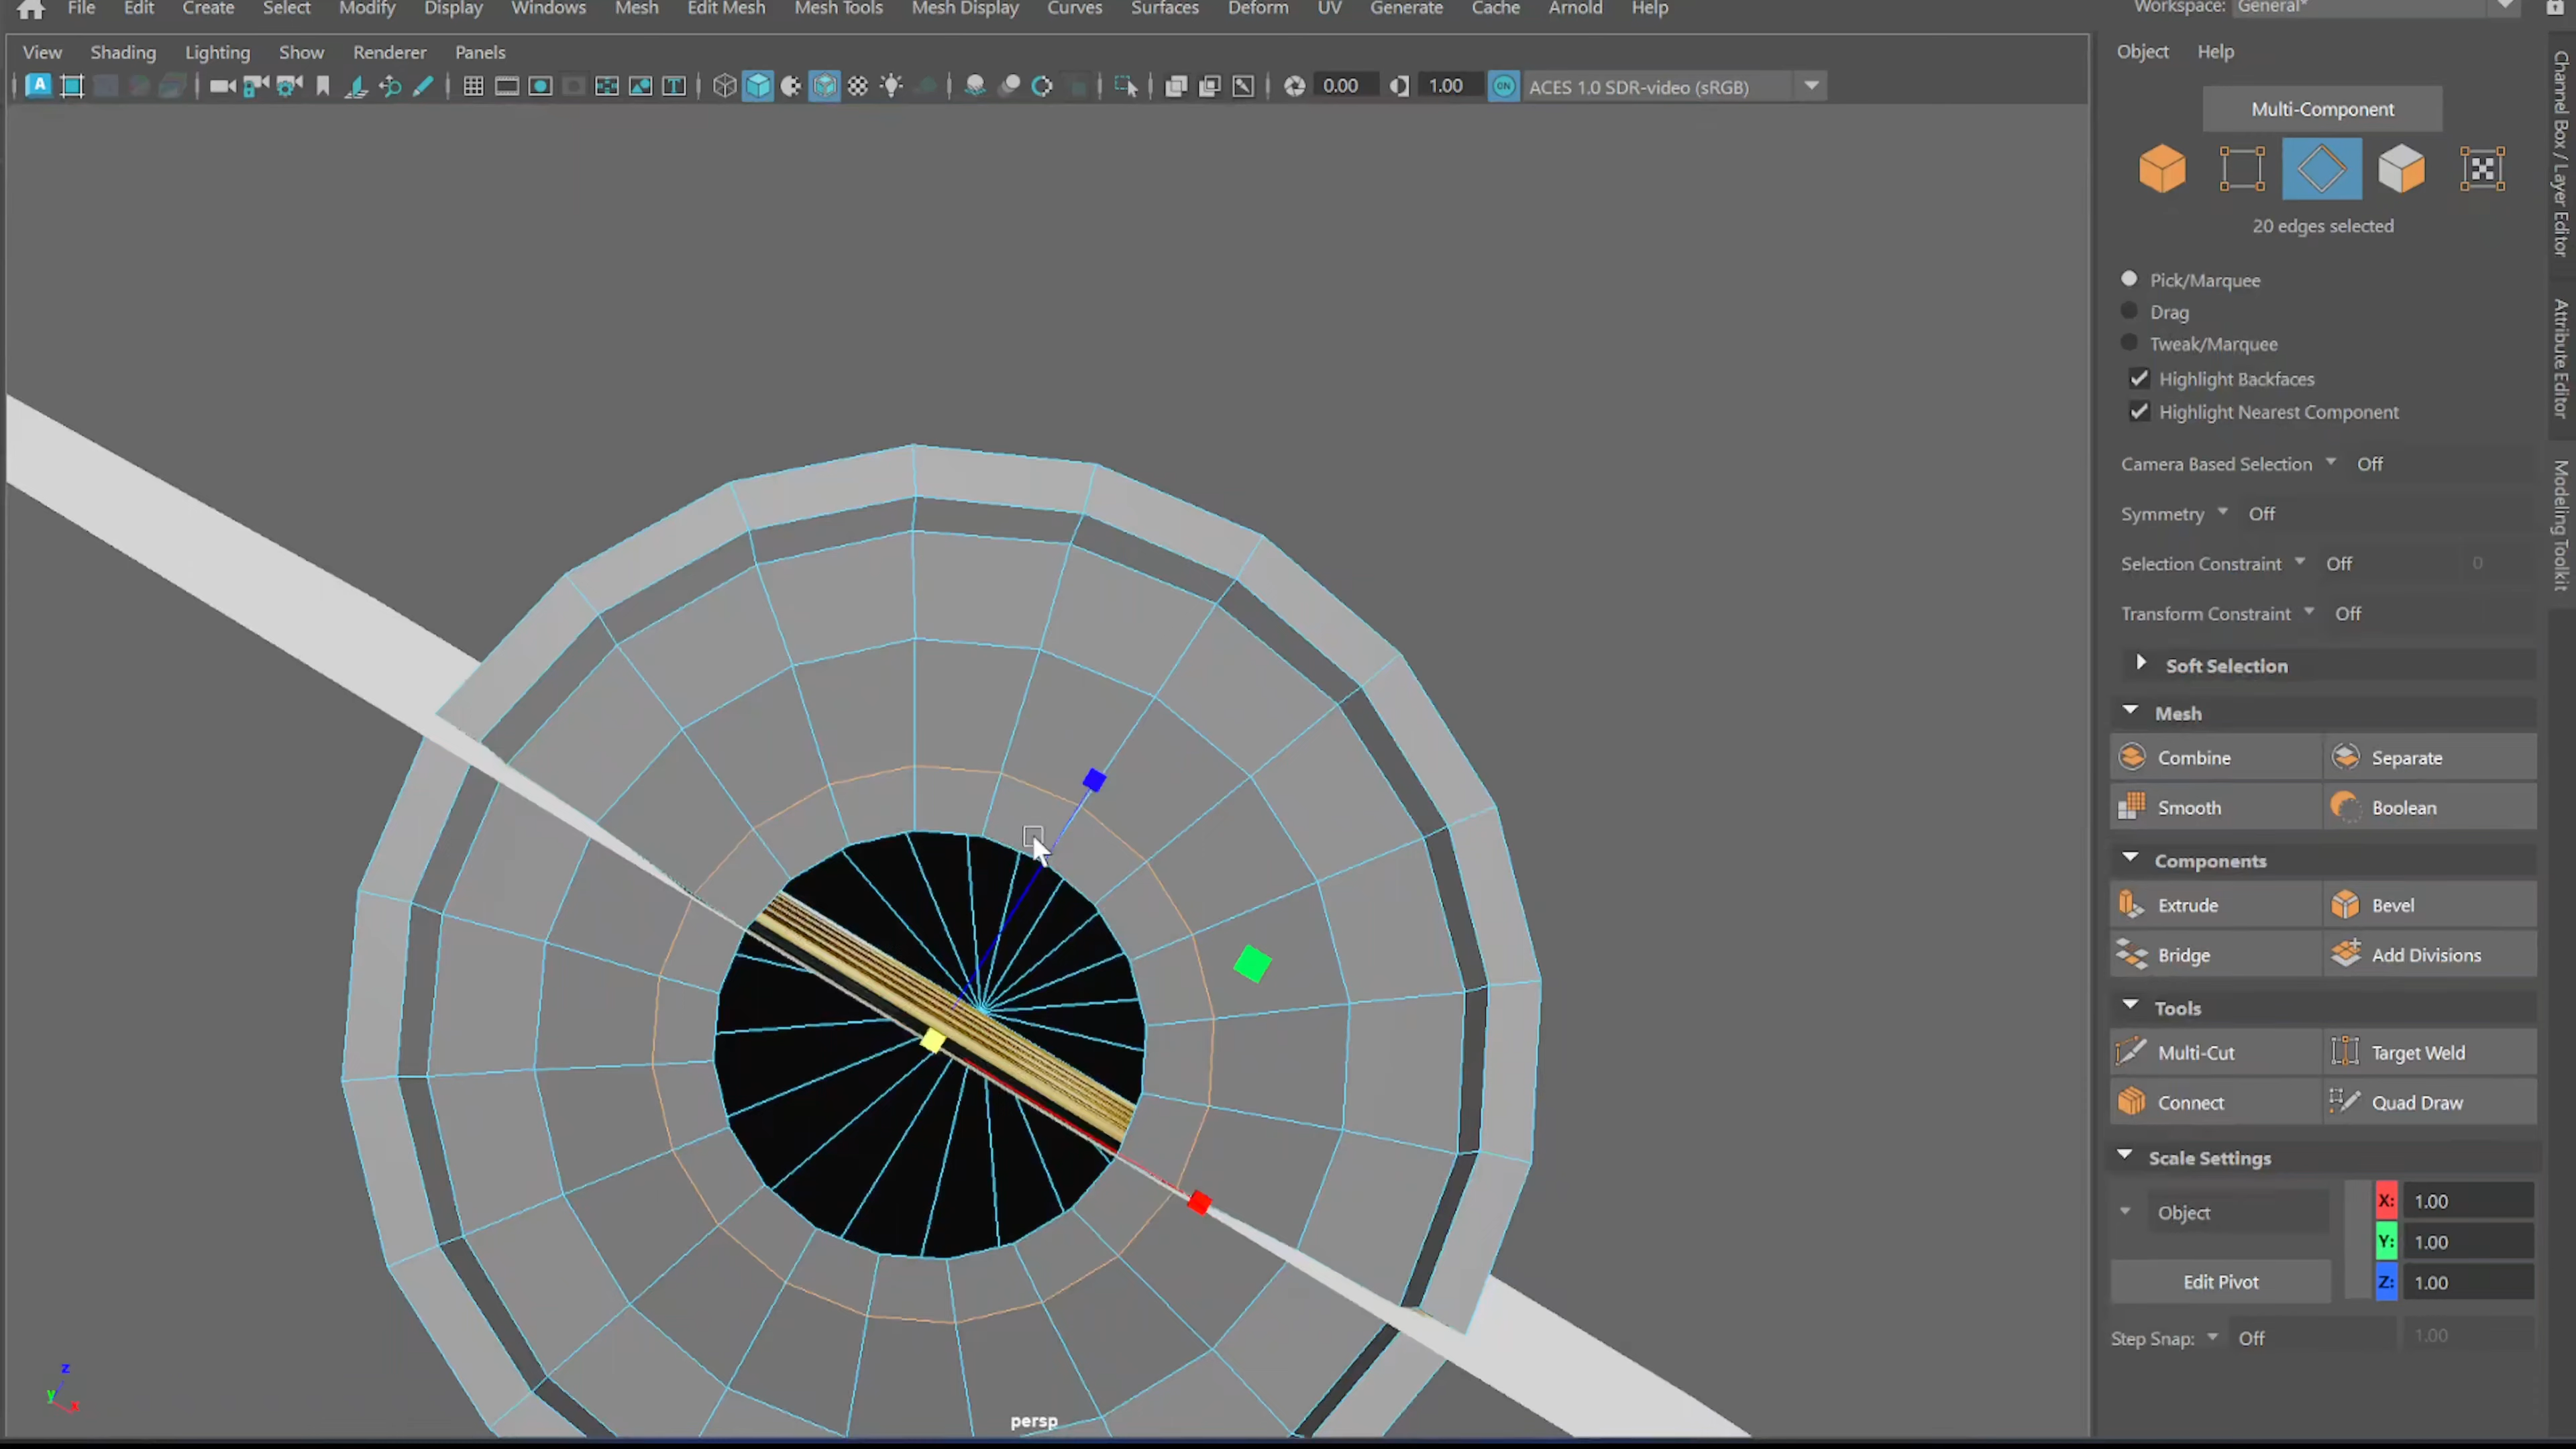 File Edit Create Select Modify Display Windows Mesh Edit Mesh Mesh Tools Mesh Display Curves Surfaces Deform UV Generate Cache Arnold Help
Workspace: General*
View Shading Lighting Show Renderer Panels
A T 0.00 1.00 ON ACES 1.0 SDR-video (sRGB)
Object Help
Multi-Component
20 edges selected
Pick/Marquee
Drag
Tweak/Marquee
Highlight Backfaces
Highlight Nearest Component
Camera Based Selection Off
Symmetry Off
Selection Constraint Off 0
Transform Constraint Off
Soft Selection
Mesh
Combine Separate
Smooth Boolean
Components
Extrude Bevel
Bridge Add Divisions
Tools
Multi-Cut Target Weld
Connect Quad Draw
Scale Settings
Object
X: 1.00
Y: 1.00
Edit Pivot
Z: 1.00
Step Snap: Off 1.00
Channel Box / Layer Editor
Attribute Editor
Modeling Toolkit
z
y
x
persp